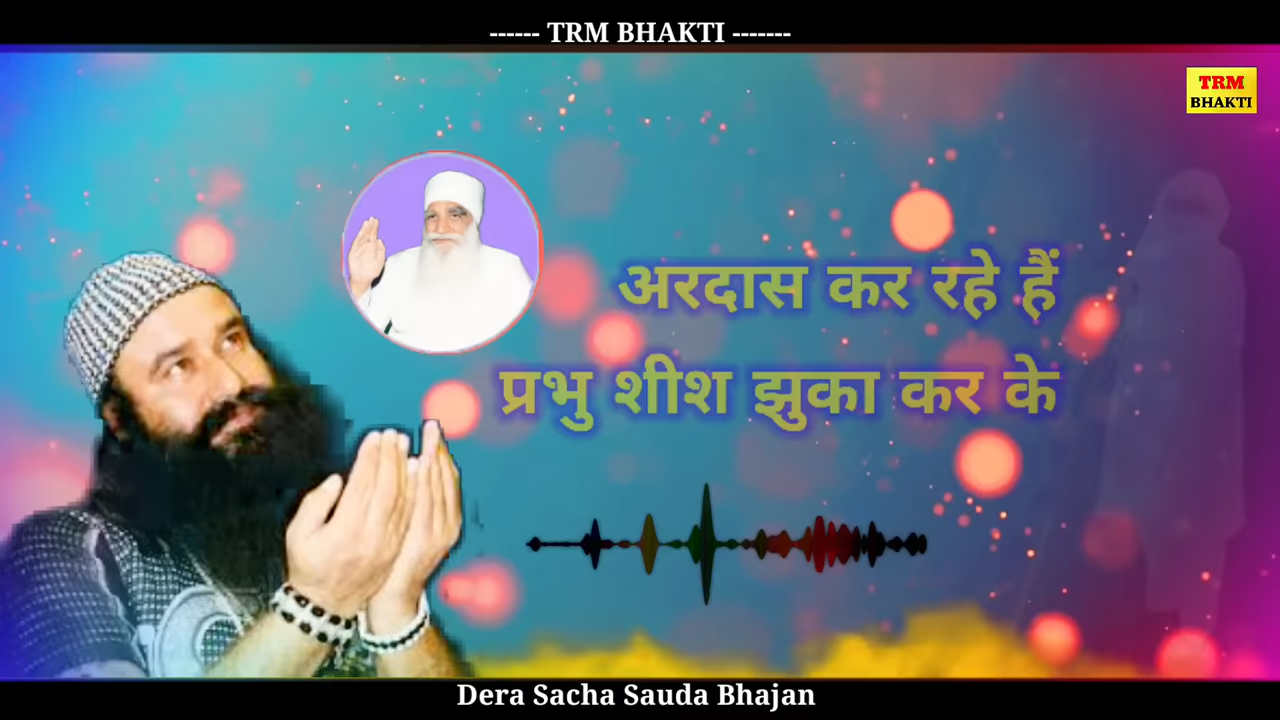 ------ TRM BHAKTI -------
TRM
BHAKTI
अरदास कर रहे हैं
प्रभु शीश झुका कर के
Dera Sacha Sauda Bhajan